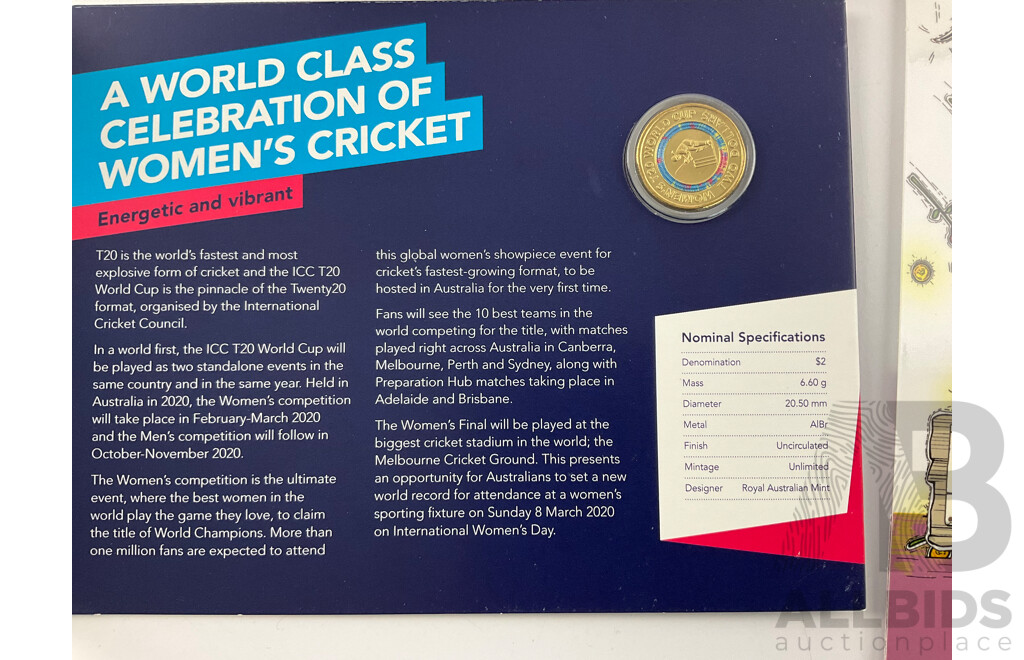 A WORLD CLASS
CELEBRATION OF
WOMEN'S CRICKET
Energetic and vibrant
T20 is the world's fastest and most
explosive form of cricket and the ICC T20
World Cup is the pinnacle of the Twenty20
format, organised by the International
Cricket Council.
In a world first, the ICC T20 World Cup will
be played as two standalone events in the
same country and in the same year. Held in
Australia in 2020, the Women's competition
will take place in February-March 2020
and the Men's competition will follow in
October-November 2020.
The Women's competition is the ultimate
event, where the best women in the
world play the game they love, to claim
the title of World Champions. More than
one million fans are expected to attend
this global women's showpiece event for
cricket's fastest-growing format, to be
hosted in Australia for the very first time.
Fans will see the 10 best teams in the
world competing for the title, with matches
played right across Australia in Canberra,
Melbourne, Perth and Sydney, along with
Preparation Hub matches taking place in
Adelaide and Brisbane.
The Women's Final will be played at the
biggest cricket stadium in the world; the
Melbourne Cricket Ground. This presents
an opportunity for Australians to set a new
world record for attendance at a women's
sporting fixture on Sunday 8 March 2020
on International Women's Day.
WOMEN'S T20 WORLD CUP
TWO DOLLARS
Nominal Specifications
Denomination $2
Mass 6.60 g
Diameter 20.50 mm
Metal AlBr
Finish Uncirculated
Mintage Unlimited
Designer Royal Australian Mint
B
ALLBIDS
auctionplace